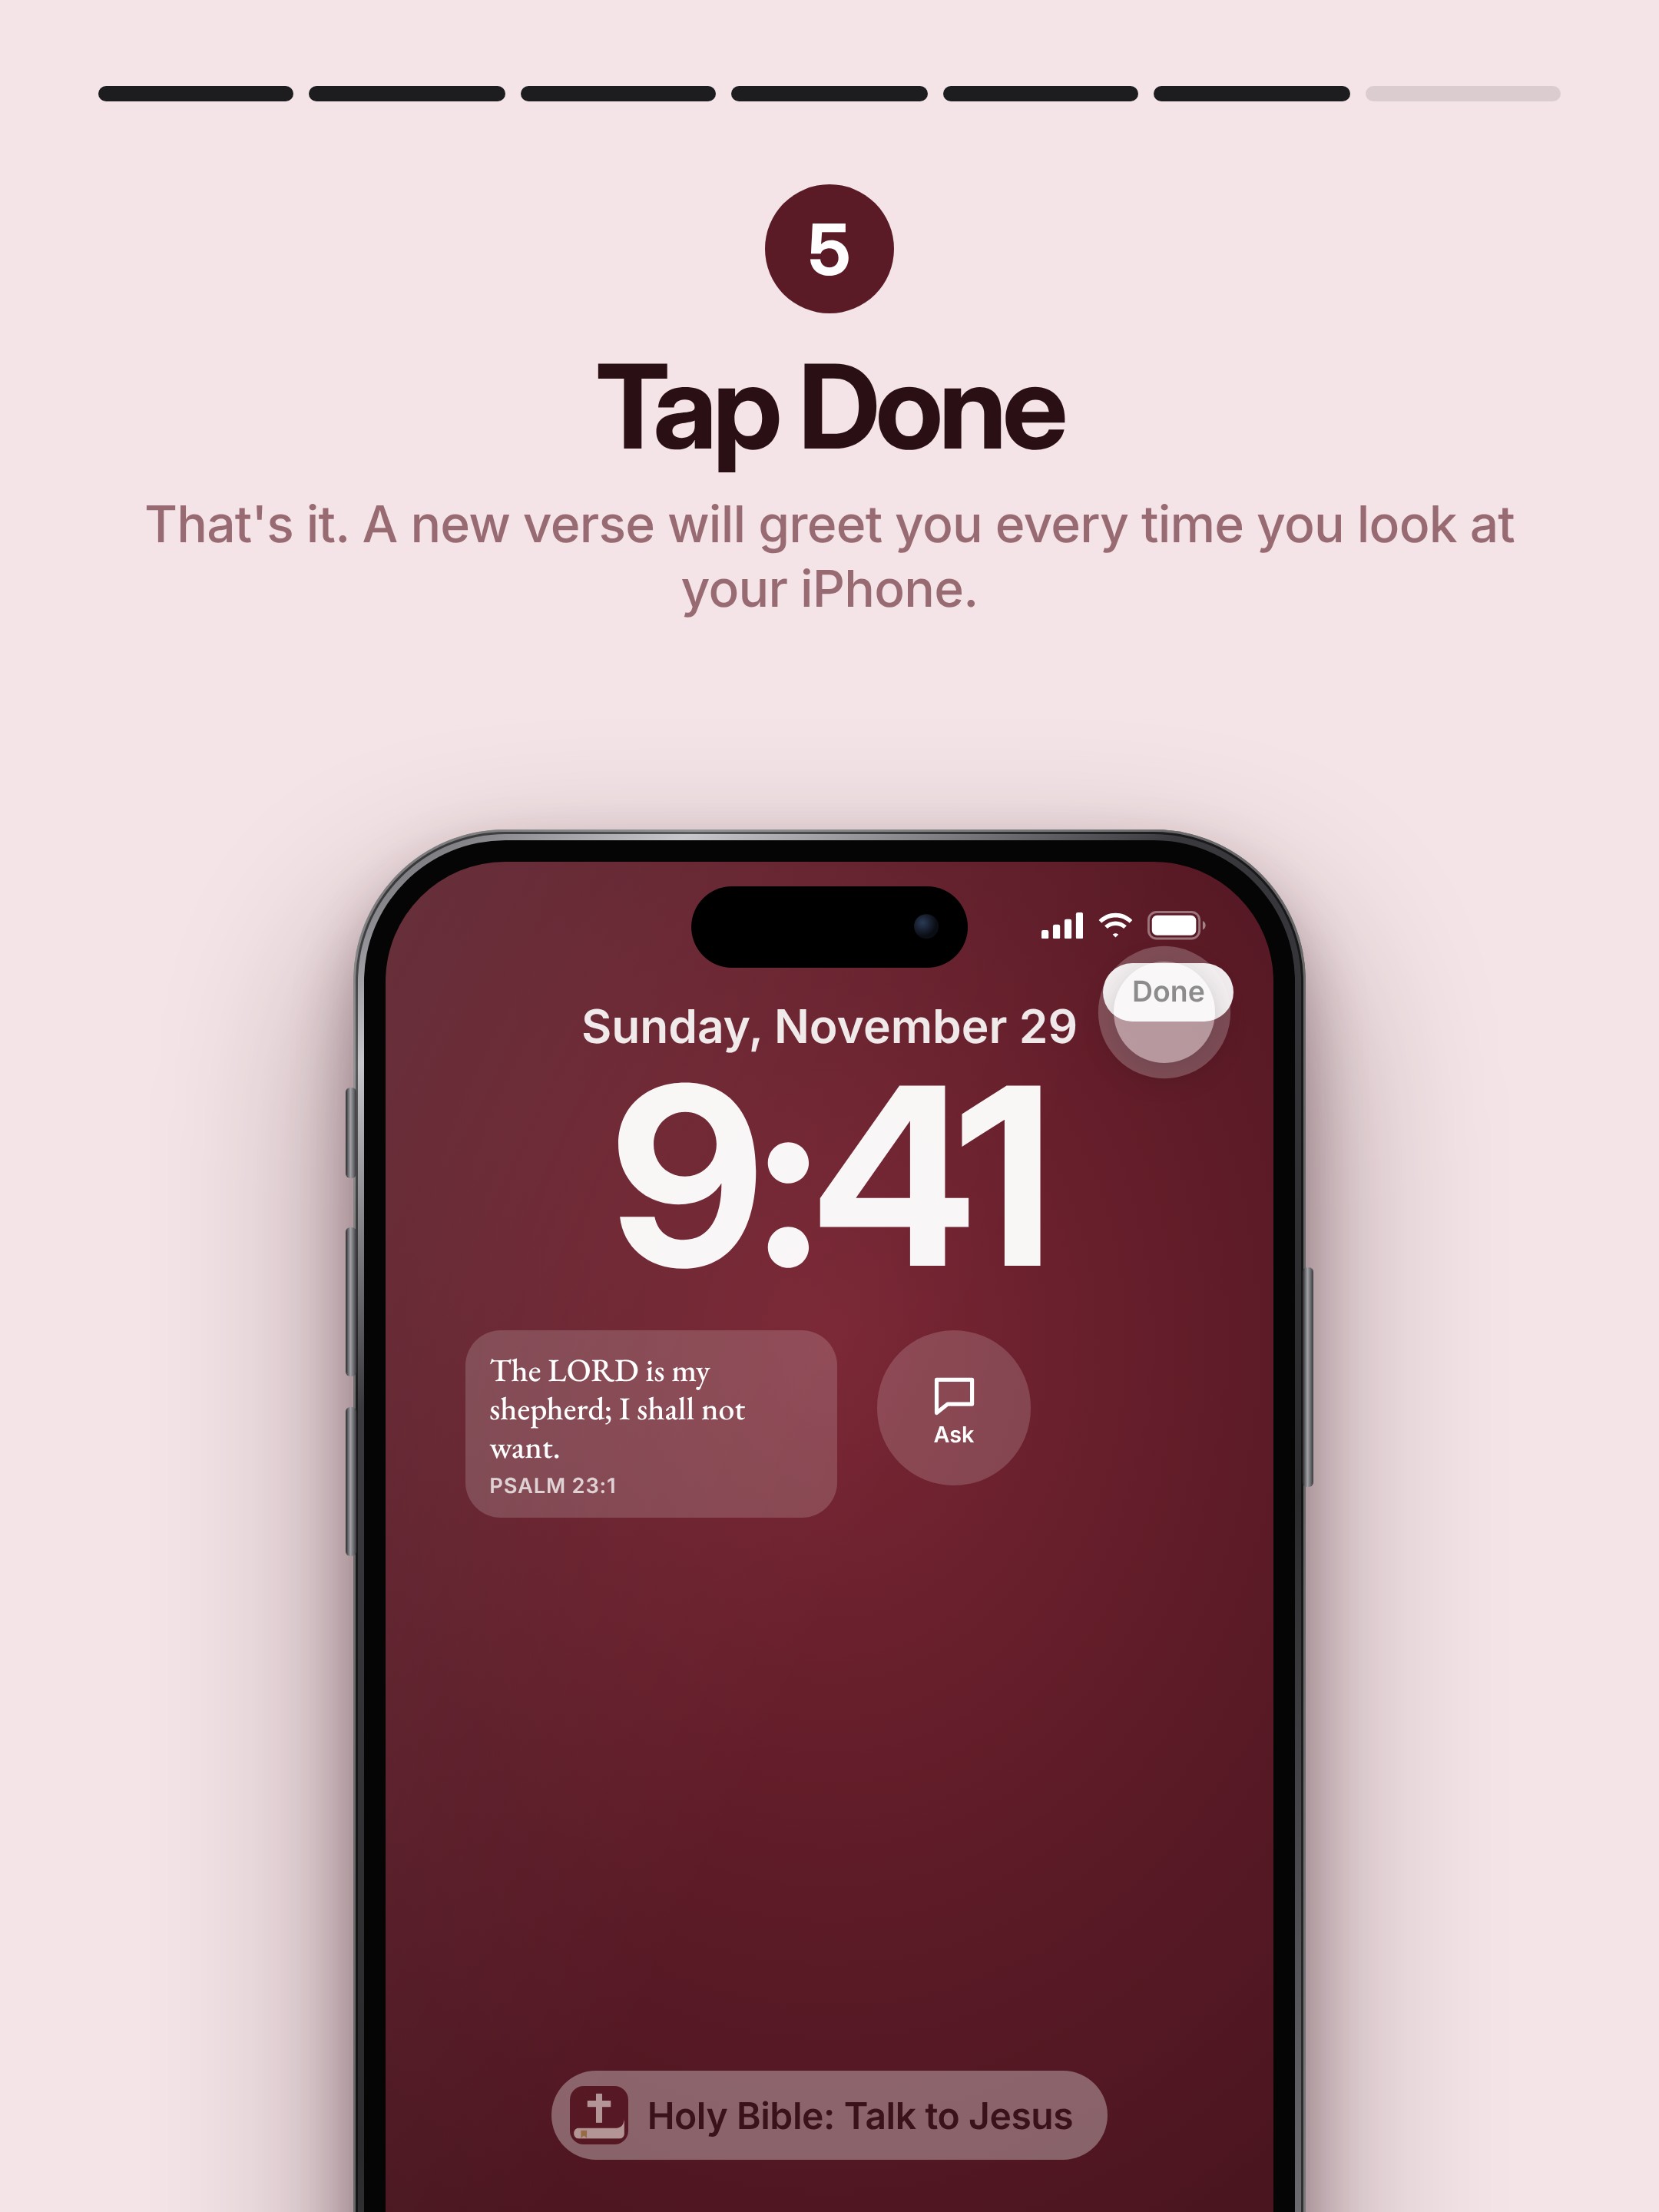 5
Tap Done
That's it. A new verse will greet you every time you look at
your iPhone.
Done
Sunday, November 29
9:41
The LORD is my
shepherd; I shall not
want.
PSALM 23:1
Ask
Holy Bible: Talk to Jesus